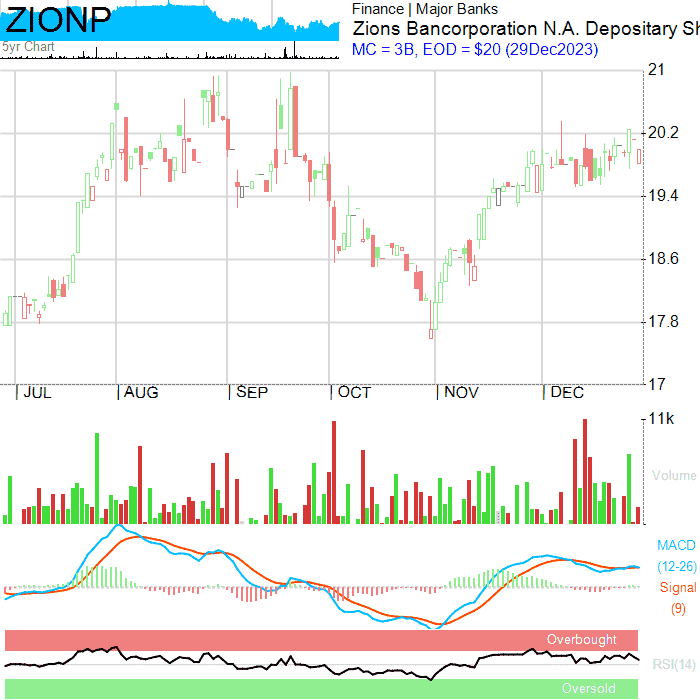 ZIONP
5yr Chart
Finance | Major Banks
Zions Bancorporation N.A. Depositary Sh
MC = 3B, EOD = $20 (29Dec2023)
21
20.2
19.4
18.6
17.8
17
JUL AUG SEP OCT NOV DEC
11k
Volume
MACD
(12-26)
Signal
(9)
Overbought
RSI(14)
Oversold